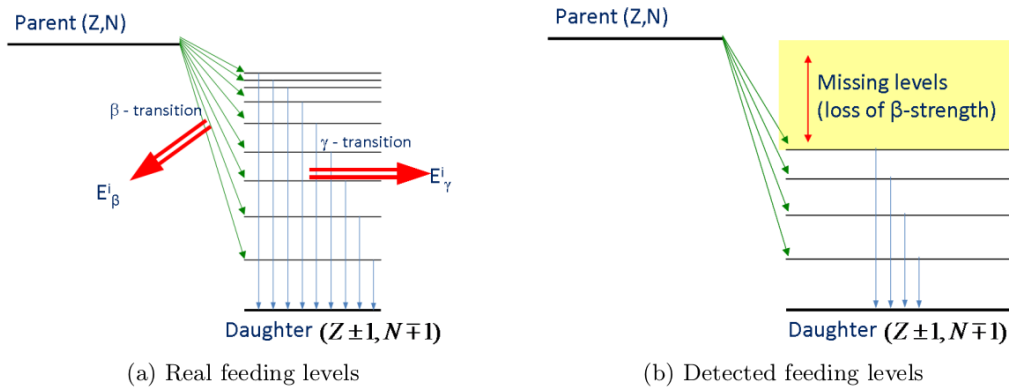 Parent (Z,N)
β - transition
γ - transition
E^i_β
E^i_γ
Daughter (Z ± 1, N ∓ 1)
(a) Real feeding levels
Parent (Z,N)
Missing levels
(loss of β-strength)
Daughter (Z ± 1, N ∓ 1)
(b) Detected feeding levels